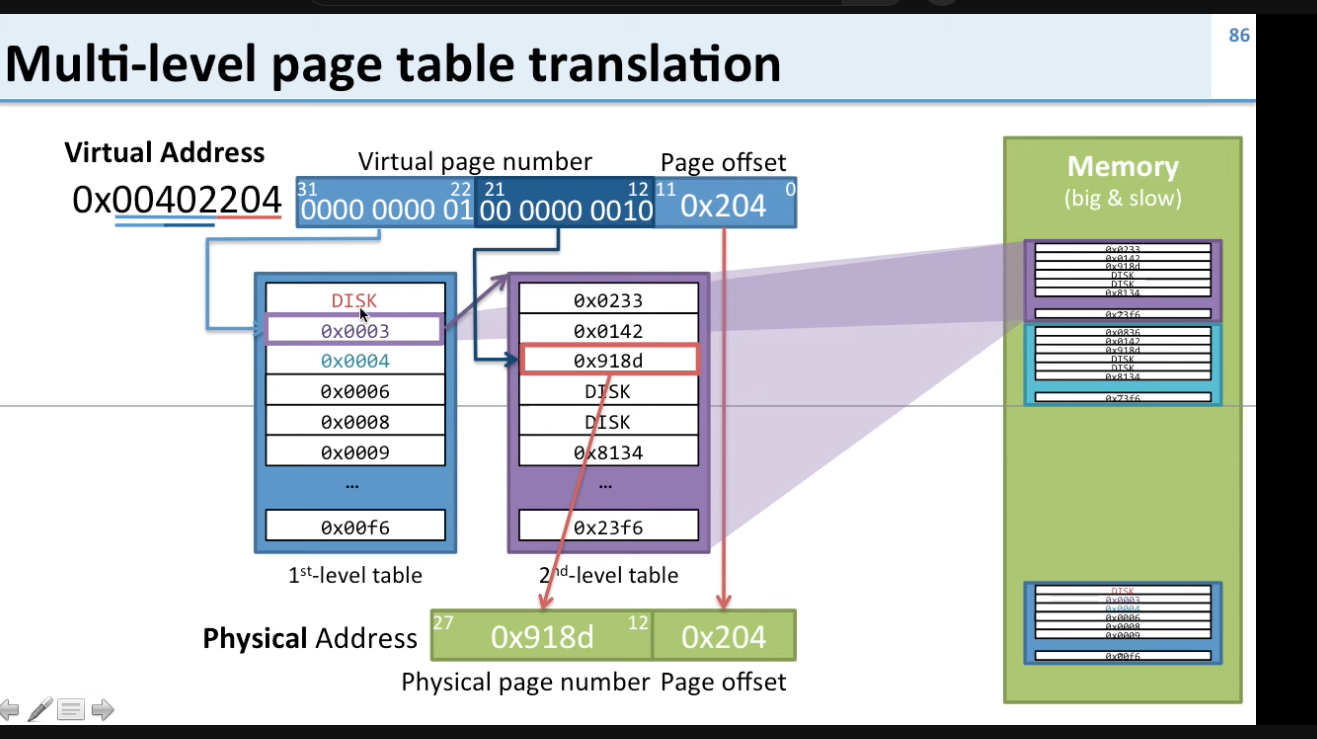 86
Multi-level page table translation
Virtual Address
0x00402204
Virtual page number
Page offset
31 22 21 12 11 0
0000 0000 01 00 0000 0010 0x204
DISK
0x0003
0x0004
0x0006
0x0008
0x0009
...
0x00f6
1st-level table
0x0233
0x0142
0x918d
DISK
DISK
0x8134
...
0x23f6
2nd-level table
Physical Address
27 12
0x918d 0x204
Physical page number Page offset
Memory
(big & slow)
0x0233
0x0142
0x918d
DISK
DISK
0x8134
0x23f6
0x0836
0x0142
0x918d
DISK
DISK
0x8134
0x73f6
DISK
0x0003
0x0004
0x0006
0x0008
0x0009
0x00f6